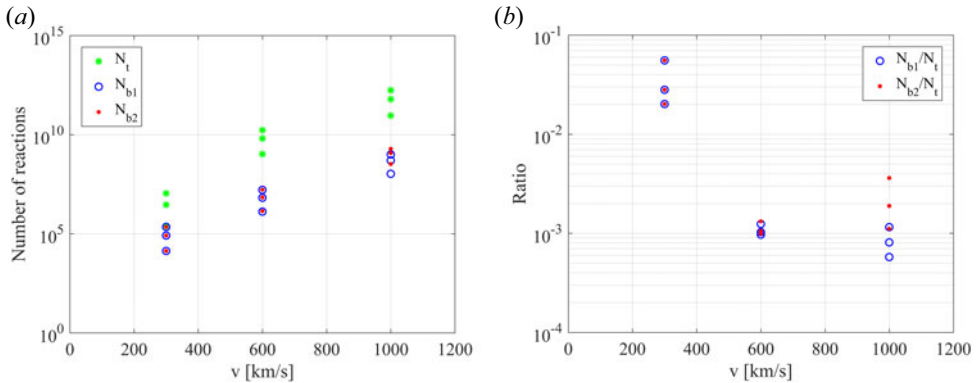 (a)
(b)
10^15
10^10
10^5
10^0
Number of reactions
N_t
N_b1
N_b2
0 200 400 600 800 1000 1200
v [km/s]
10^-1
10^-2
10^-3
10^-4
Ratio
N_b1/N_t
N_b2/N_t
0 200 400 600 800 1000 1200
v [km/s]